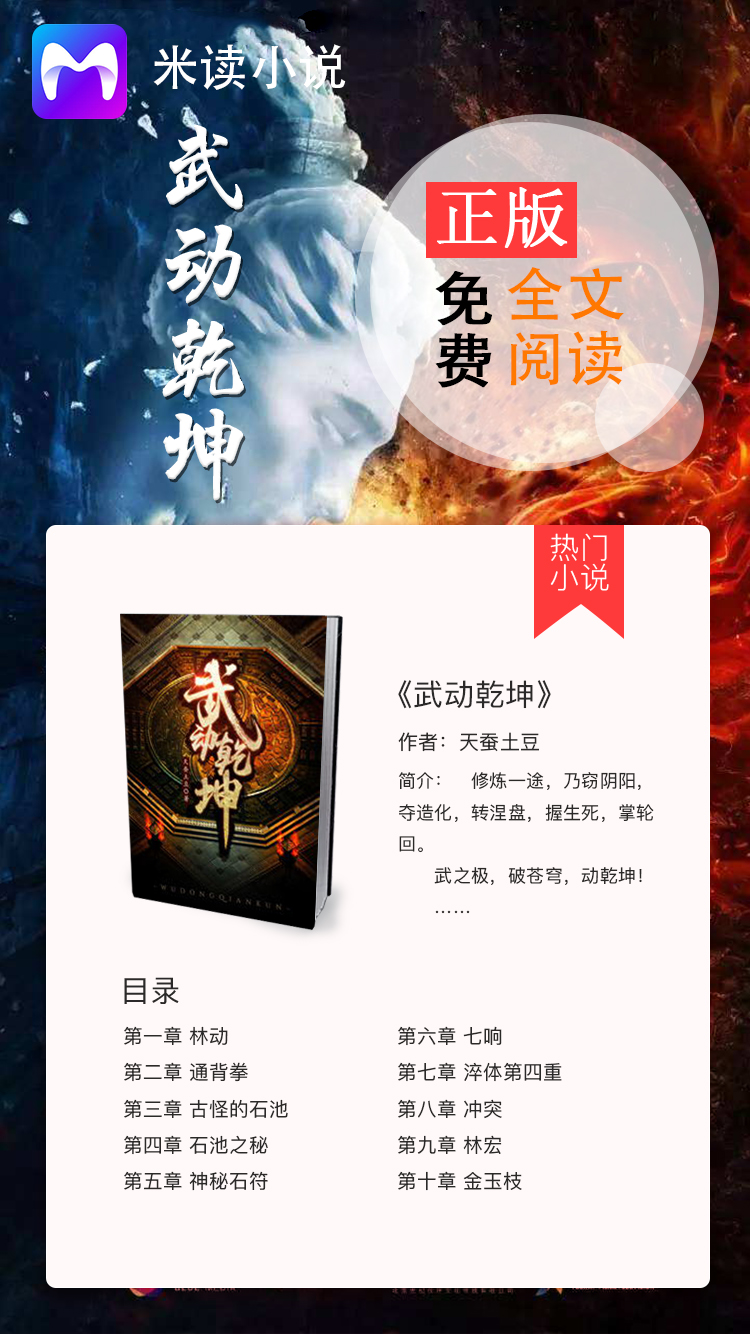 米读小说
武动乾坤
正版
免费
全文
阅读
热门
小说
武动乾坤
天蚕土豆◎著
·WUDONGQIANKUN·
《武动乾坤》
作者：天蚕土豆
简介： 修炼一途，乃窃阴阳，
夺造化，转涅盘，握生死，掌轮
回。
武之极，破苍穹，动乾坤！
……
目录
第一章 林动
第二章 通背拳
第三章 古怪的石池
第四章 石池之秘
第五章 神秘石符
第六章 七响
第七章 淬体第四重
第八章 冲突
第九章 林宏
第十章 金玉枝